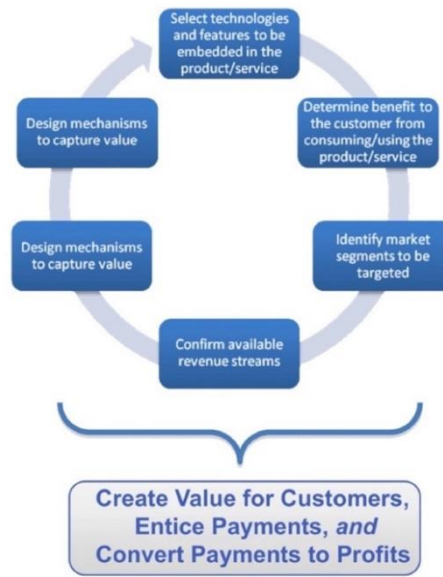 Select technologies
and features to be
embedded in the
product/service
Determine benefit to
the customer from
consuming/using the
product/service
Identify market
segments to be
targeted
Confirm available
revenue streams
Design mechanisms
to capture value
Design mechanisms
to capture value
Create Value for Customers,
Entice Payments, and
Convert Payments to Profits